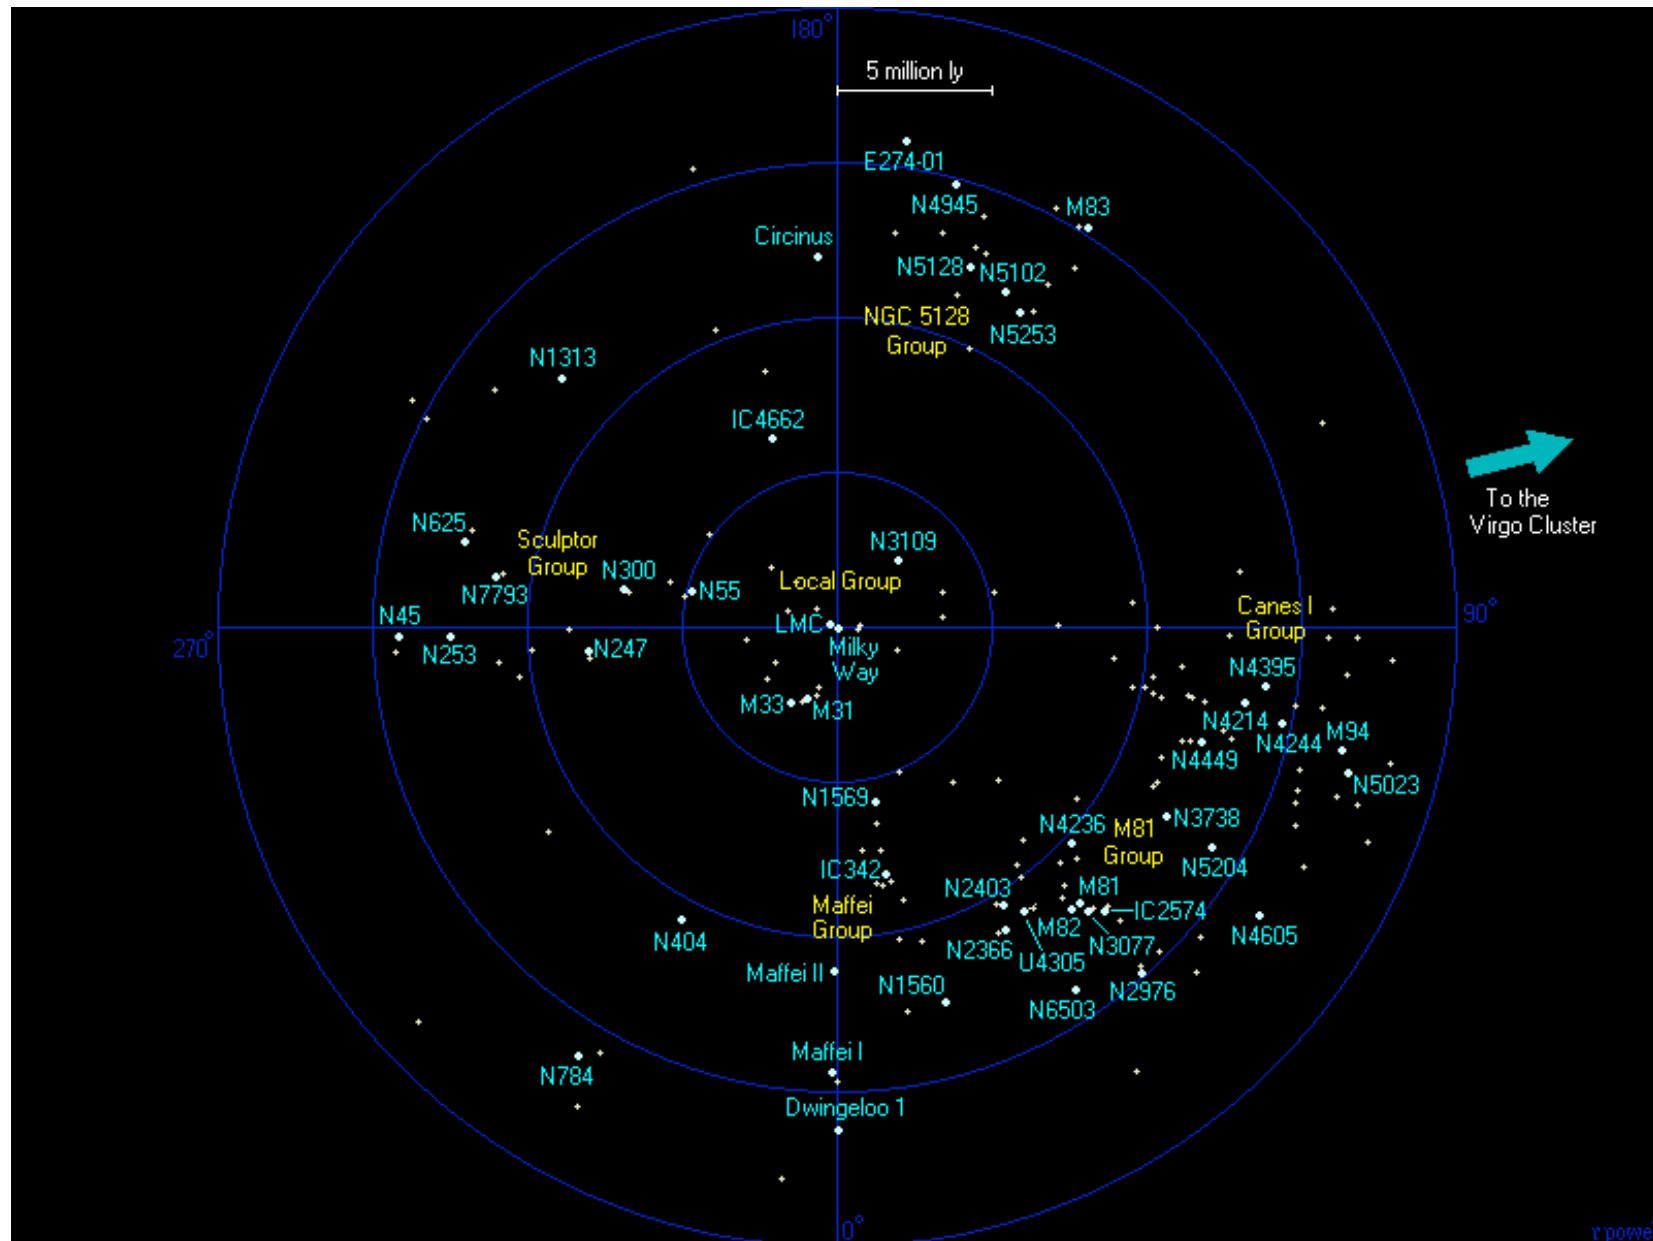 180°
5 million ly
E274-01
N4945
M83
Circinus
N5128
N5102
NGC 5128
Group
N5253
N1313
IC4662
To the
Virgo Cluster
N625
Sculptor
Group
N3109
N300
Local Group
N7793
N55
Canes I
Group
90°
N45
LMC
Milky
Way
270°
N253
N247
N4395
M33
M31
N4214
N4244
M94
N4449
N5023
N1569
N4236
M81
Group
N3738
N5204
IC342
N2403
M81
Maffei
Group
IC2574
M82
N404
N2366
N3077
N4605
U4305
Maffei II
N1560
N2976
N6503
Maffei I
N784
Dwingeloo 1
0°